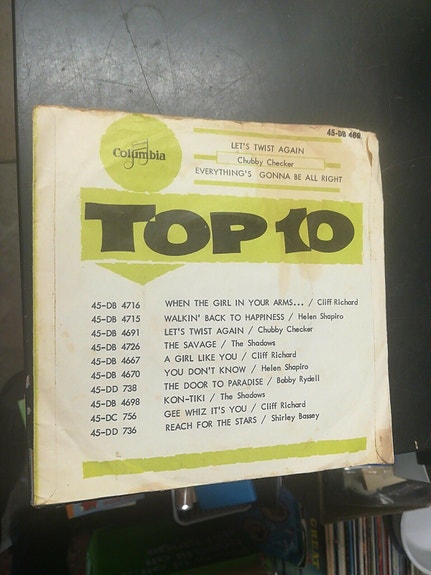 45-DB 469
Columbia
LET'S TWIST AGAIN
Chubby Checker
EVERYTHING'S GONNA BE ALL RIGHT
TOP 10
45-DB 4716 WHEN THE GIRL IN YOUR ARMS... / Cliff Richard
45-DB 4715 WALKIN' BACK TO HAPPINESS / Helen Shapiro
45-DB 4691 LET'S TWIST AGAIN / Chubby Checker
45-DB 4726 THE SAVAGE / The Shadows
45-DB 4667 A GIRL LIKE YOU / Cliff Richard
45-DB 4670 YOU DON'T KNOW / Helen Shapiro
45-DD 738 THE DOOR TO PARADISE / Bobby Rydell
45-DB 4698 KON-TIKI / The Shadows
45-DC 756 GEE WHIZ IT'S YOU / Cliff Richard
45-DD 736 REACH FOR THE STARS / Shirley Bassey